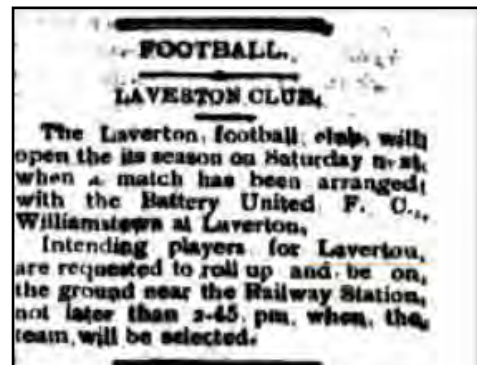 FOOTBALL.
LAVERTON CLUB.
The Laverton football club will
open the its season on Saturday next,
when a match has been arranged
with the Battery United F. C.,
Williamstown at Laverton.
Intending players for Laverton,
are requested to roll up and be on
the ground near the Railway Station,
not later than 2-45 pm, when the
team will be selected.